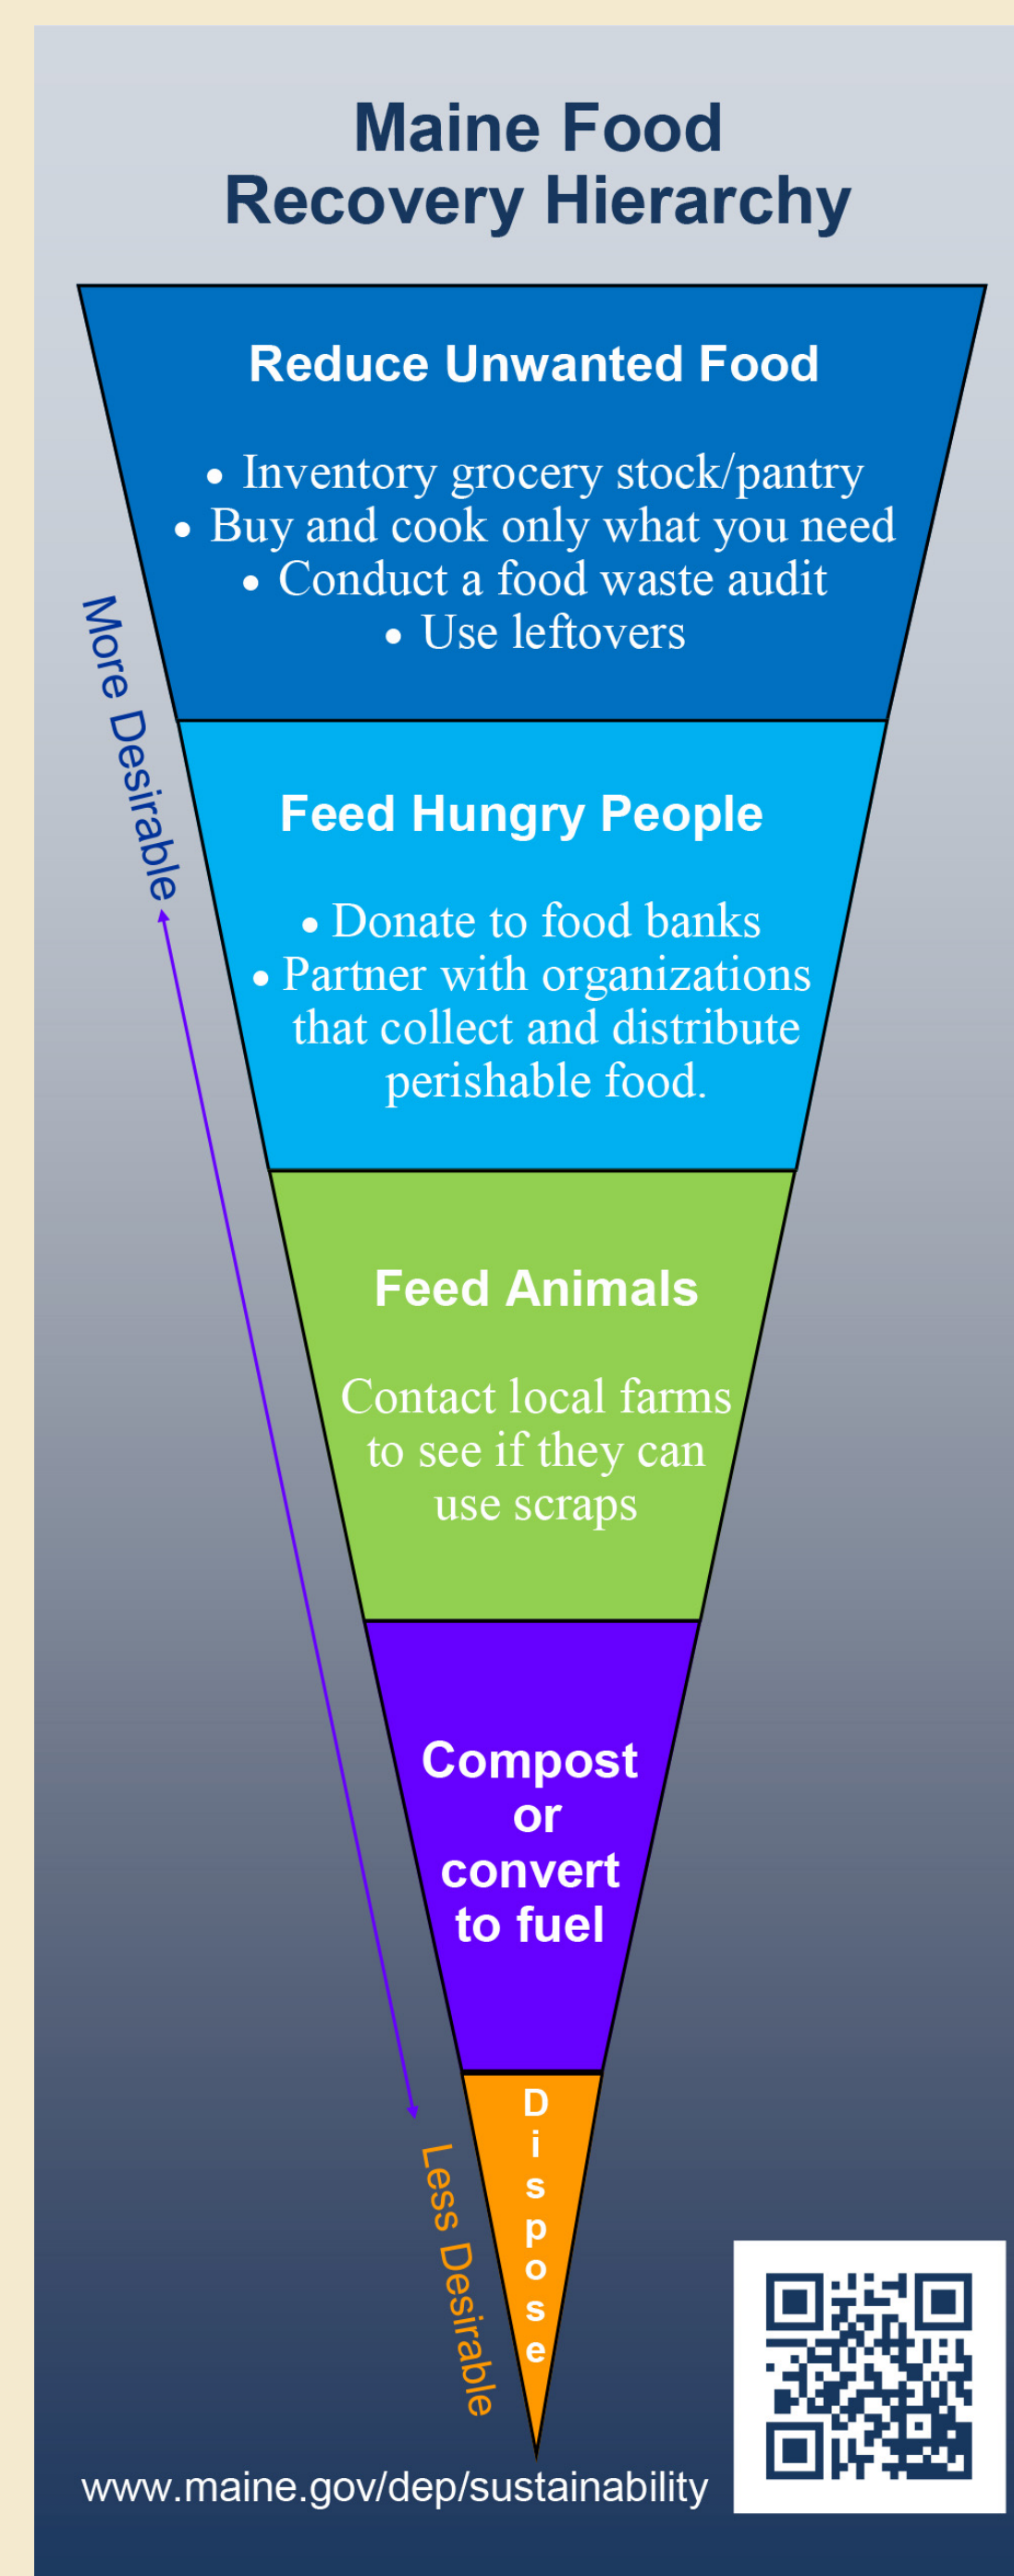 Maine Food
Recovery Hierarchy
Reduce Unwanted Food
• Inventory grocery stock/pantry
• Buy and cook only what you need
• Conduct a food waste audit
• Use leftovers
More Desirable
Feed Hungry People
• Donate to food banks
• Partner with organizations
that collect and distribute
perishable food.
Feed Animals
Contact local farms
to see if they can
use scraps
Compost
or
convert
to fuel
Dispose
Less Desirable
www.maine.gov/dep/sustainability